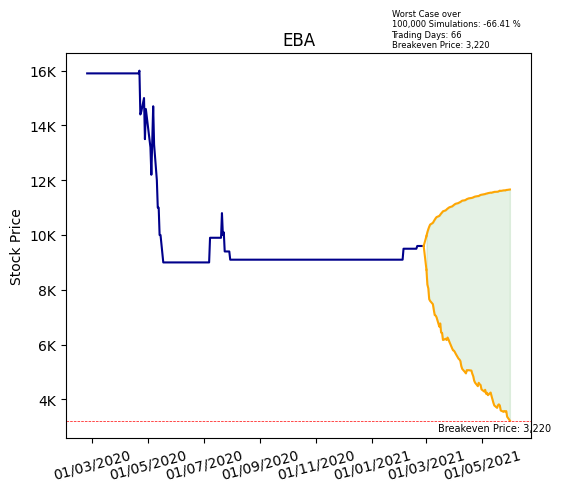 Worst Case over
100,000 Simulations: -66.41 %
Trading Days: 66
Breakeven Price: 3,220
EBA
Stock Price
16K
14K
12K
10K
8K
6K
4K
Breakeven Price: 3,220
01/03/2020
01/05/2020
01/07/2020
01/09/2020
01/11/2020
01/01/2021
01/03/2021
01/05/2021